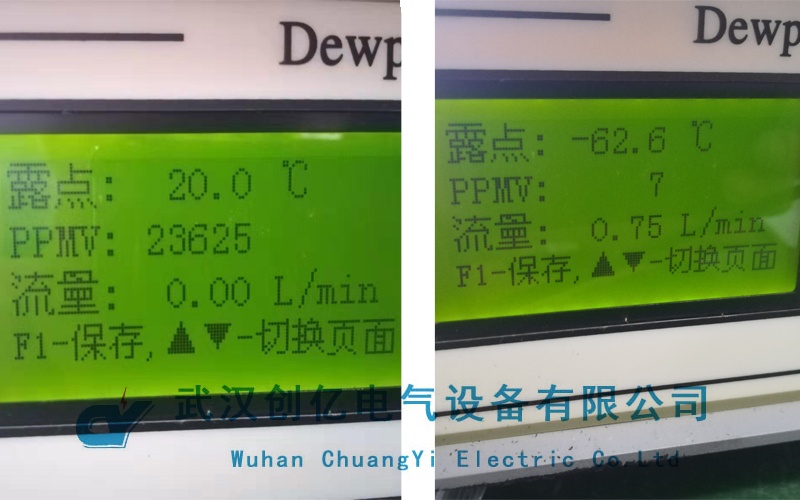 Dewp
露点: 20.0 ℃
PPMV: 23625
流量: 0.00 L/min
F1-保存,▲▼-切换页面
Dewp
露点: -62.6 ℃
PPMV: 7
流量: 0.75 L/min
F1-保存,▲▼-切换页面
武汉创亿电气设备有限公司
Wuhan ChuangYi Electric Co.Ltd